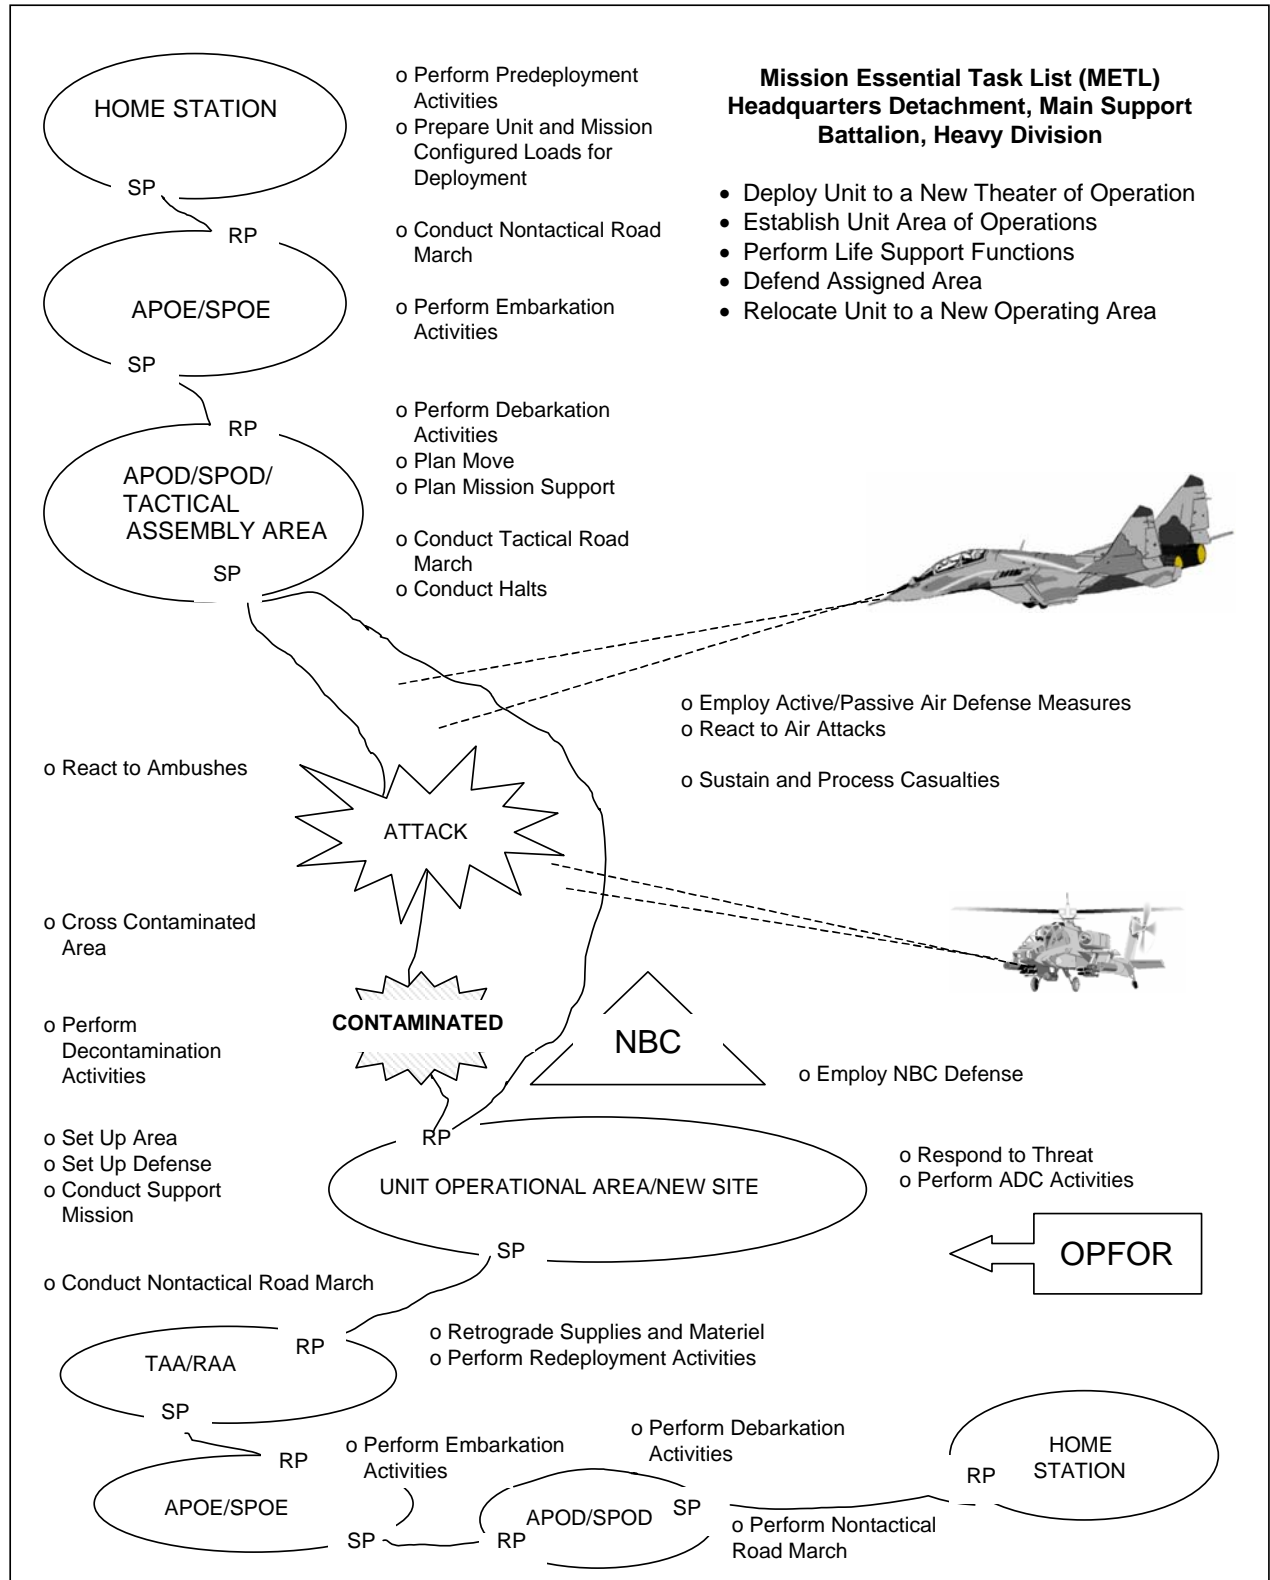 HOME STATION
o Perform Predeployment
Activities
o Prepare Unit and Mission
Configured Loads for
Deployment
Mission Essential Task List (METL)
Headquarters Detachment, Main Support
Battalion, Heavy Division
• Deploy Unit to a New Theater of Operation
• Establish Unit Area of Operations
• Perform Life Support Functions
• Defend Assigned Area
• Relocate Unit to a New Operating Area
SP
RP
o Conduct Nontactical Road
March
APOE/SPOE
o Perform Embarkation
Activities
SP
RP
o Perform Debarkation
Activities
o Plan Move
o Plan Mission Support
APOD/SPOD/
TACTICAL
ASSEMBLY AREA
o Conduct Tactical Road
March
o Conduct Halts
SP
o Employ Active/Passive Air Defense Measures
o React to Air Attacks
o React to Ambushes
o Sustain and Process Casualties
ATTACK
o Cross Contaminated
Area
CONTAMINATED
NBC
o Perform
Decontamination
Activities
o Employ NBC Defense
o Set Up Area
o Set Up Defense
o Conduct Support
Mission
RP
UNIT OPERATIONAL AREA/NEW SITE
o Respond to Threat
o Perform ADC Activities
SP
OPFOR
o Conduct Nontactical Road March
RP
o Retrograde Supplies and Materiel
o Perform Redeployment Activities
TAA/RAA
SP
RP
o Perform Embarkation
Activities
o Perform Debarkation
Activities
HOME
STATION
RP
APOE/SPOE
SP
RP
APOD/SPOD
SP
o Perform Nontactical
Road March